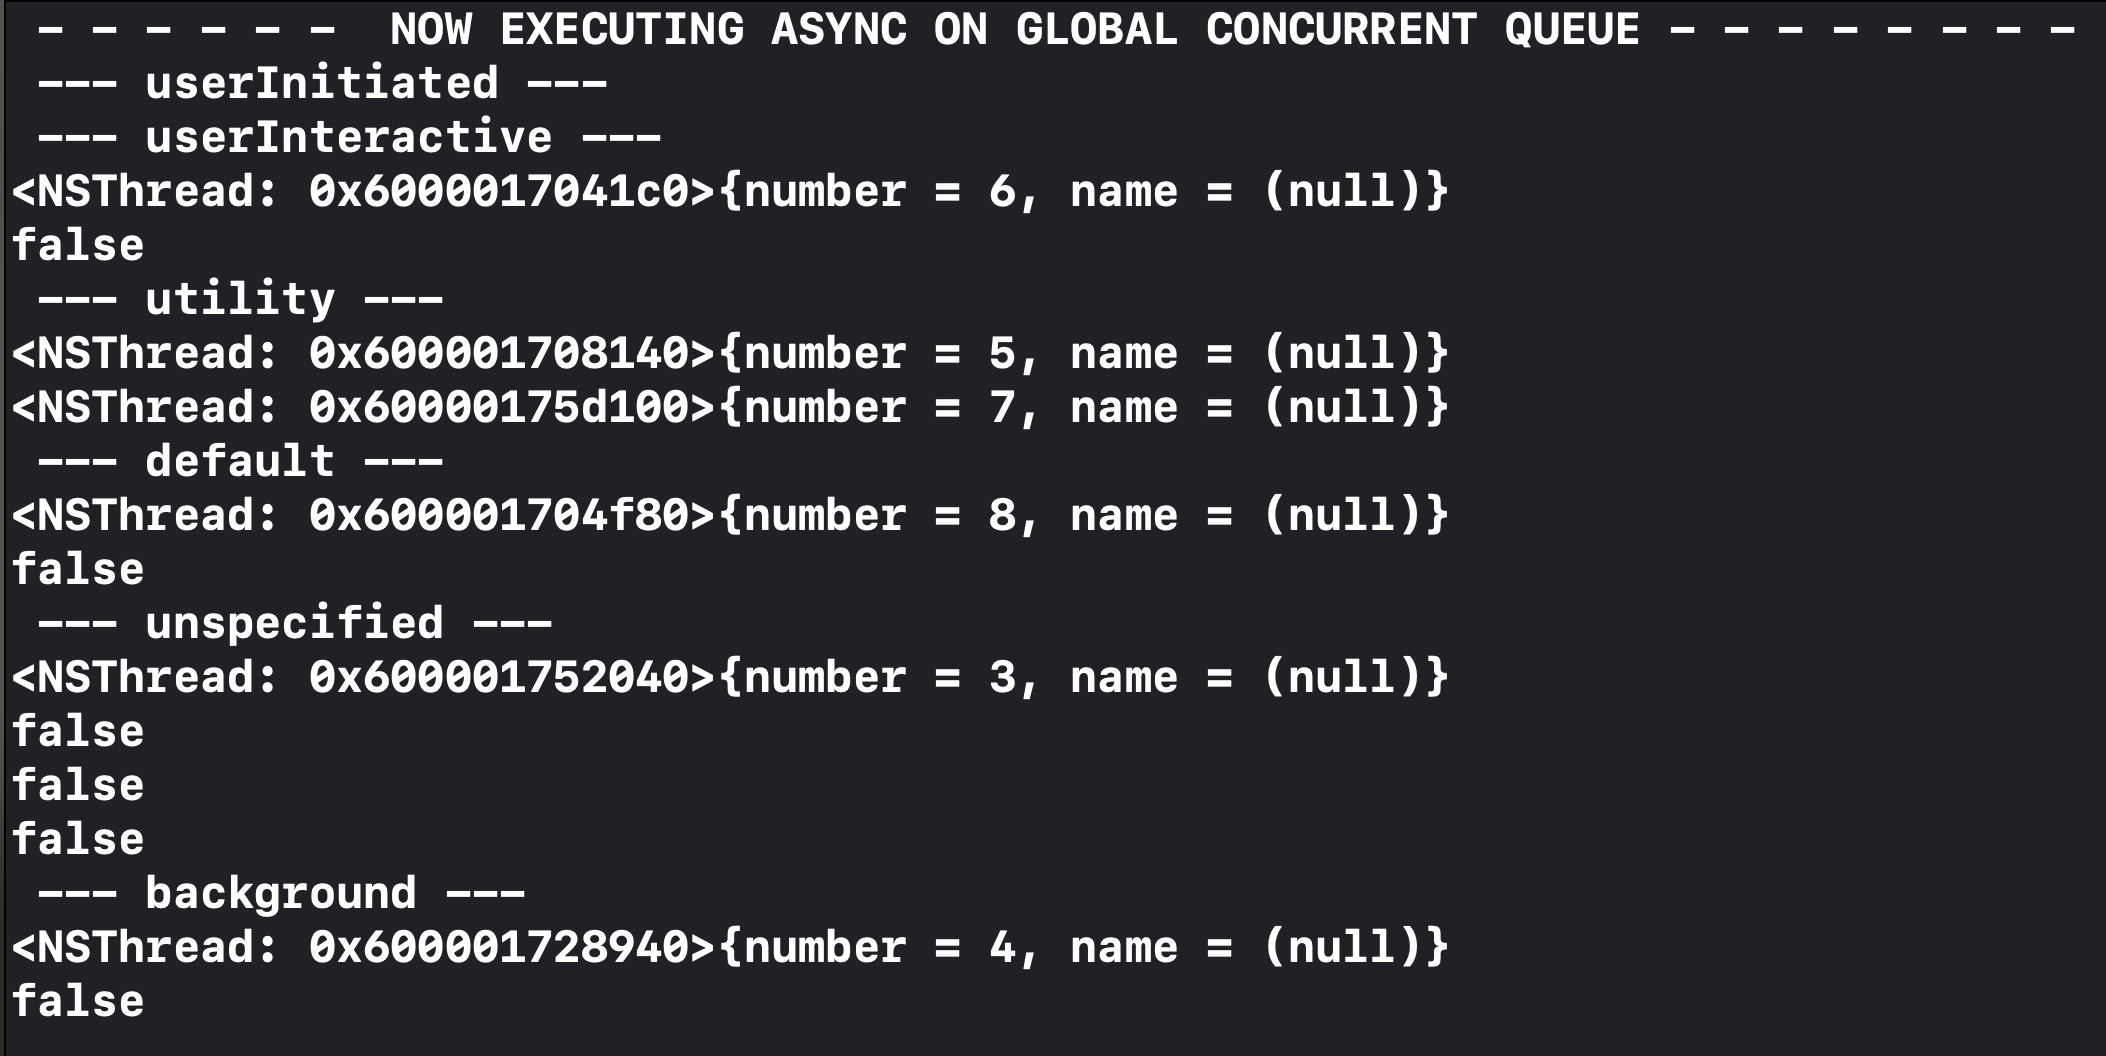 - - - - - -  NOW EXECUTING ASYNC ON GLOBAL CONCURRENT QUEUE - - - - - - - -
 --- userInitiated ---
 --- userInteractive ---
<NSThread: 0x6000017041c0>{number = 6, name = (null)}
false
 --- utility ---
<NSThread: 0x600001708140>{number = 5, name = (null)}
<NSThread: 0x60000175d100>{number = 7, name = (null)}
 --- default ---
<NSThread: 0x600001704f80>{number = 8, name = (null)}
false
 --- unspecified ---
<NSThread: 0x600001752040>{number = 3, name = (null)}
false
false
false
 --- background ---
<NSThread: 0x600001728940>{number = 4, name = (null)}
false